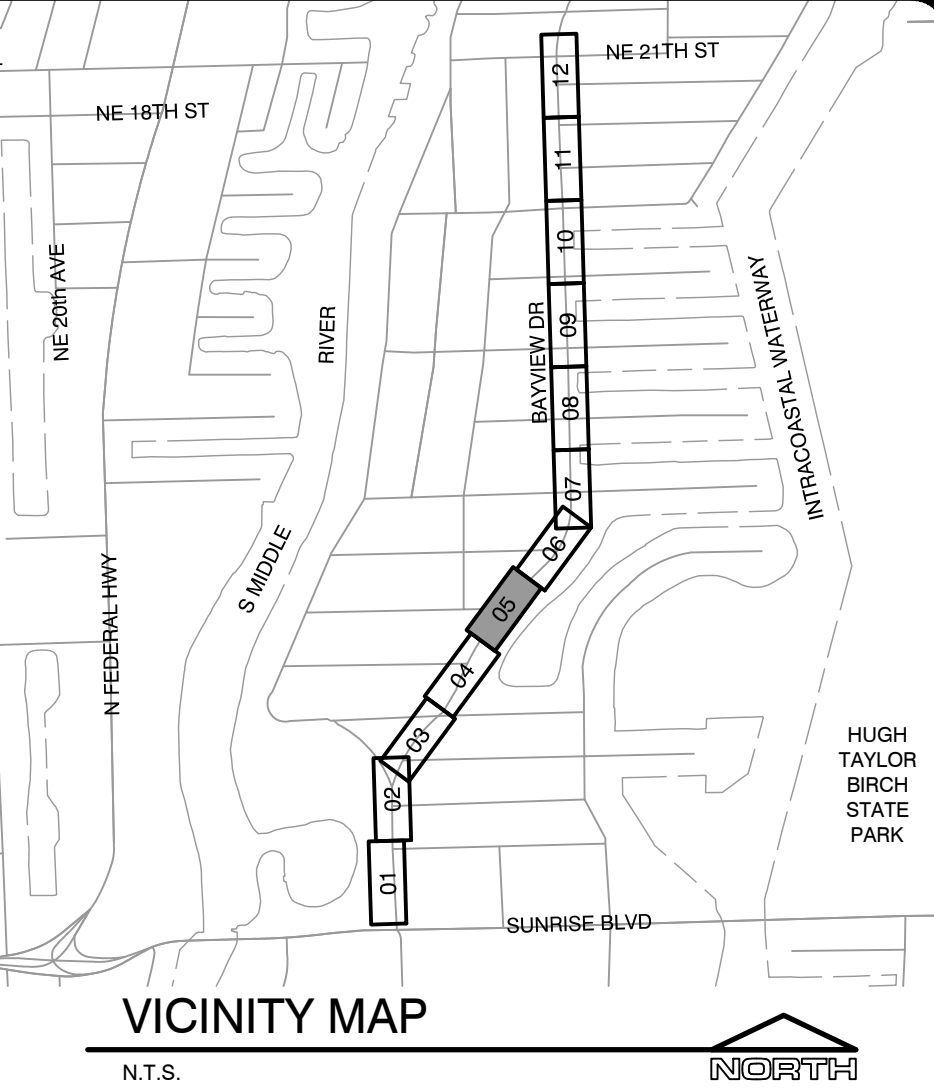 NE 21TH ST
12
NE 18TH ST
11
10
NE 20th AVE
RIVER
BAYVIEW DR
09
INTRACOASTAL WATERWAY
08
07
S MIDDLE
06
N FEDERAL HWY
05
04
03
HUGH
TAYLOR
BIRCH
STATE
PARK
02
01
SUNRISE BLVD
VICINITY MAP
N.T.S.
NORTH